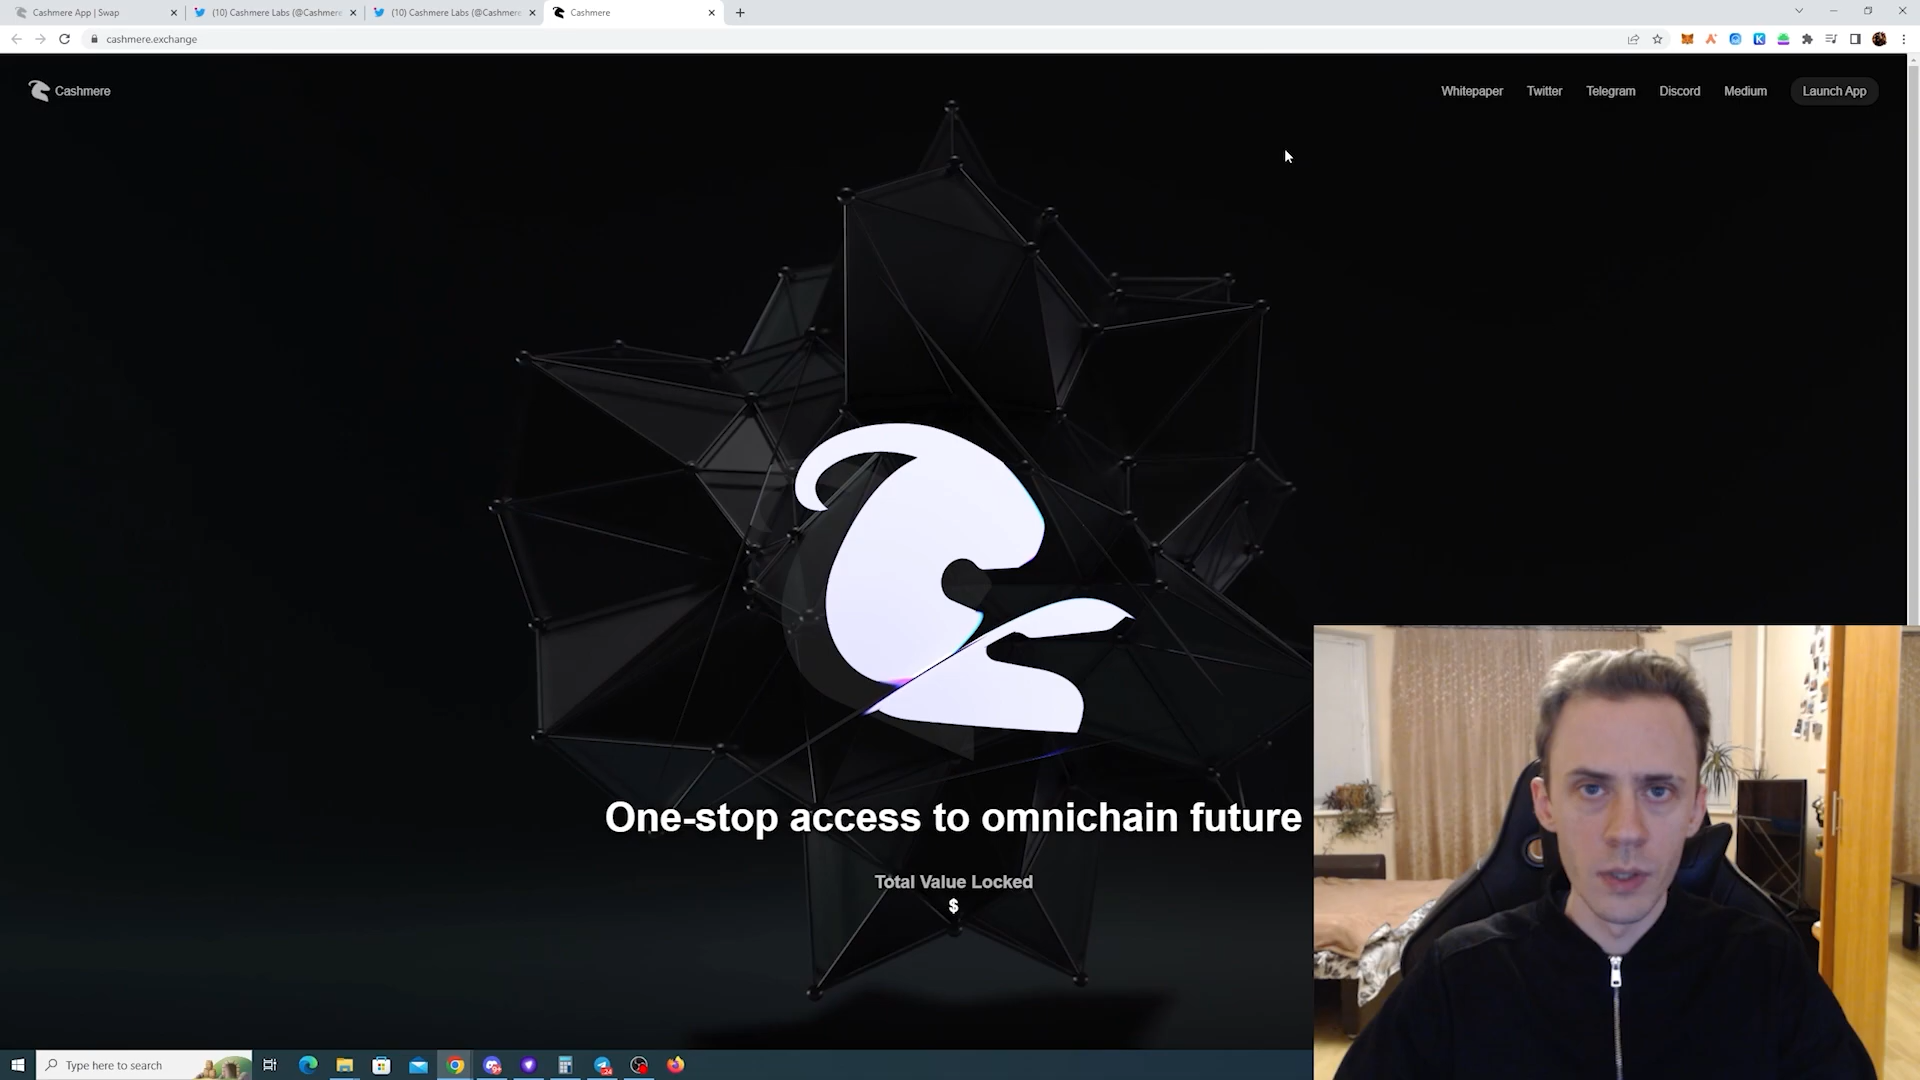 Cashmere App | Swap
(10) Cashmere Labs (@Cashmere
(10) Cashmere Labs (@Cashmere
Cashmere
cashmere.exchange
Cashmere
Whitepaper
Twitter
Telegram
Discord
Medium
Launch App
One-stop access to omnichain future
Total Value Locked
$
Type here to search